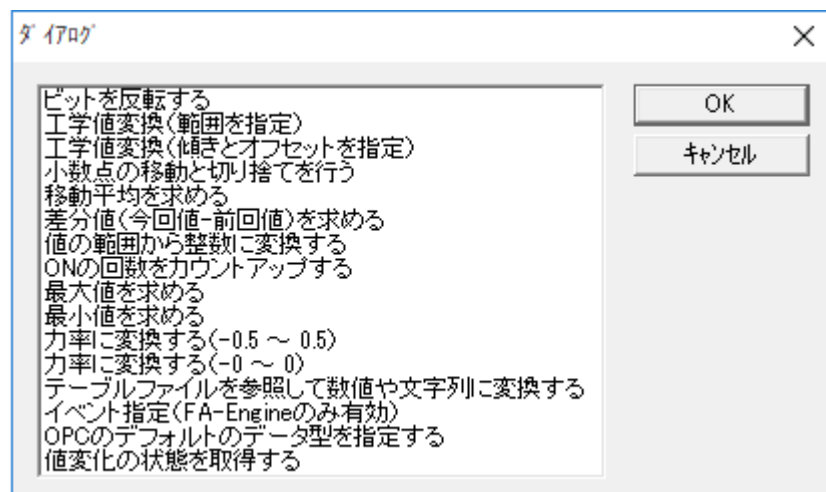 ダイアログ
ビットを反転する
工学値変換(範囲を指定)
工学値変換(傾きとオフセットを指定)
小数点の移動と切り捨てを行う
移動平均を求める
差分値(今回値-前回値)を求める
値の範囲から整数に変換する
ONの回数をカウントアップする
最大値を求める
最小値を求める
力率に変換する(-0.5 ～ 0.5)
力率に変換する(-0 ～ 0)
テーブルファイルを参照して数値や文字列に変換する
イベント指定(FA-Engineのみ有効)
OPCのデフォルトのデータ型を指定する
値変化の状態を取得する
OK
キャンセル